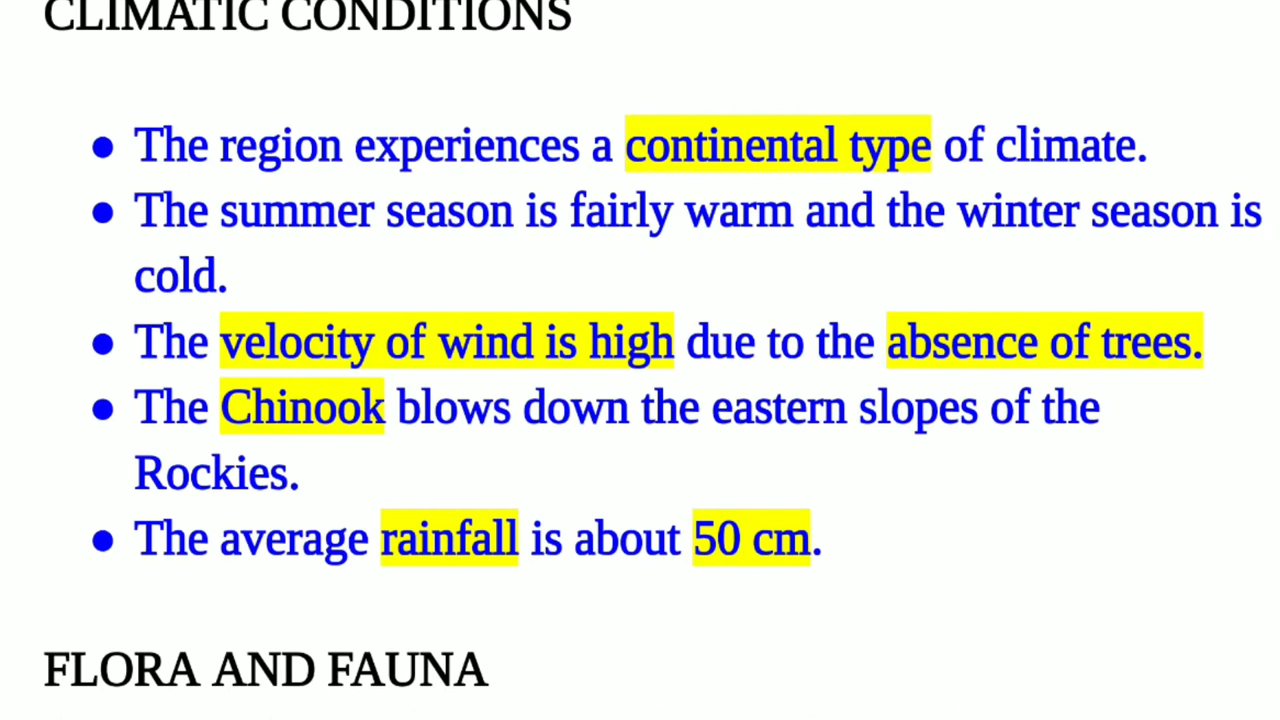 CLIMATIC CONDITIONS
● The region experiences a continental type of climate.
● The summer season is fairly warm and the winter season is
cold.
● The velocity of wind is high due to the absence of trees.
● The Chinook blows down the eastern slopes of the
Rockies.
● The average rainfall is about 50 cm.
FLORA AND FAUNA